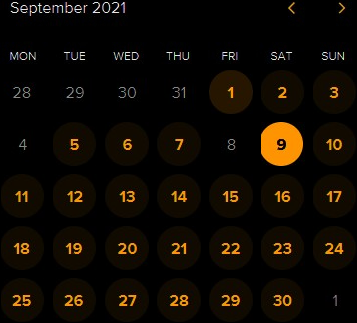 September 2021 < >
MON TUE WED THU FRI SAT SUN
28 29 30 31 1 2 3
4 5 6 7 8 9 10
11 12 13 14 15 16 17
18 19 20 21 22 23 24
25 26 27 28 29 30 1